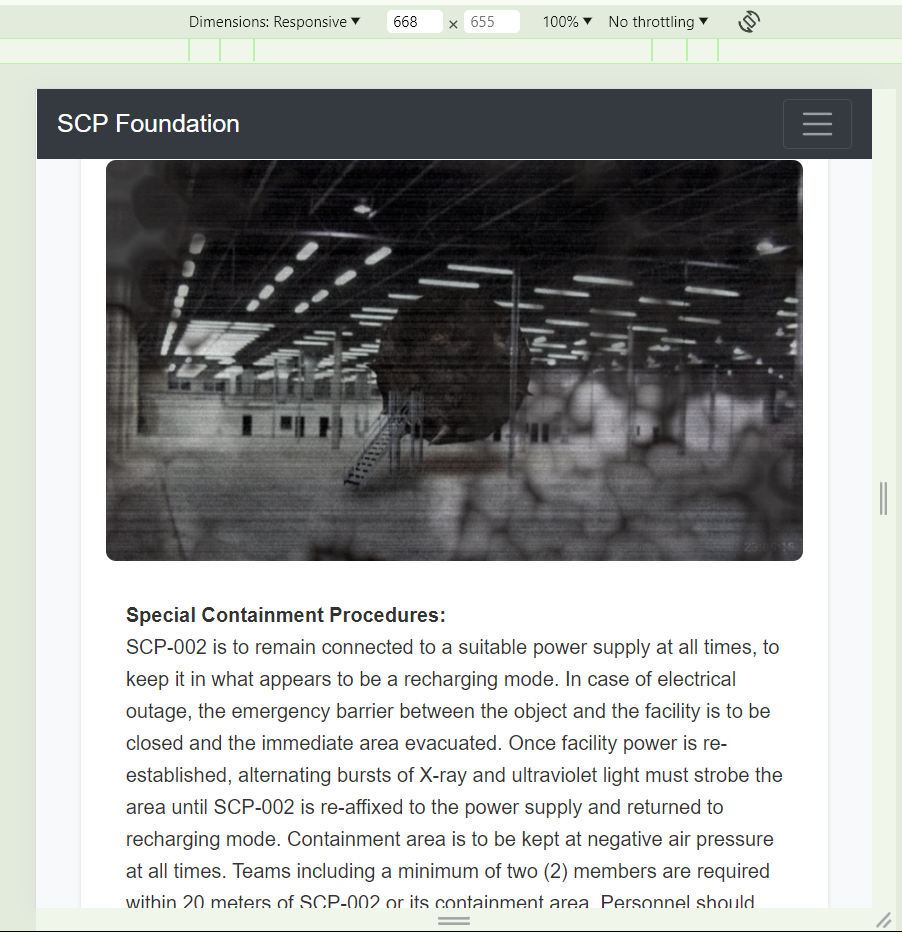 Dimensions: Responsive ▼ 668 × 655 100% ▼ No throttling ▼
SCP Foundation
Special Containment Procedures:
SCP-002 is to remain connected to a suitable power supply at all times, to
keep it in what appears to be a recharging mode. In case of electrical
outage, the emergency barrier between the object and the facility is to be
closed and the immediate area evacuated. Once facility power is re-
established, alternating bursts of X-ray and ultraviolet light must strobe the
area until SCP-002 is re-affixed to the power supply and returned to
recharging mode. Containment area is to be kept at negative air pressure
at all times. Teams including a minimum of two (2) members are required
within 20 meters of SCP-002 or its containment area. Personnel should